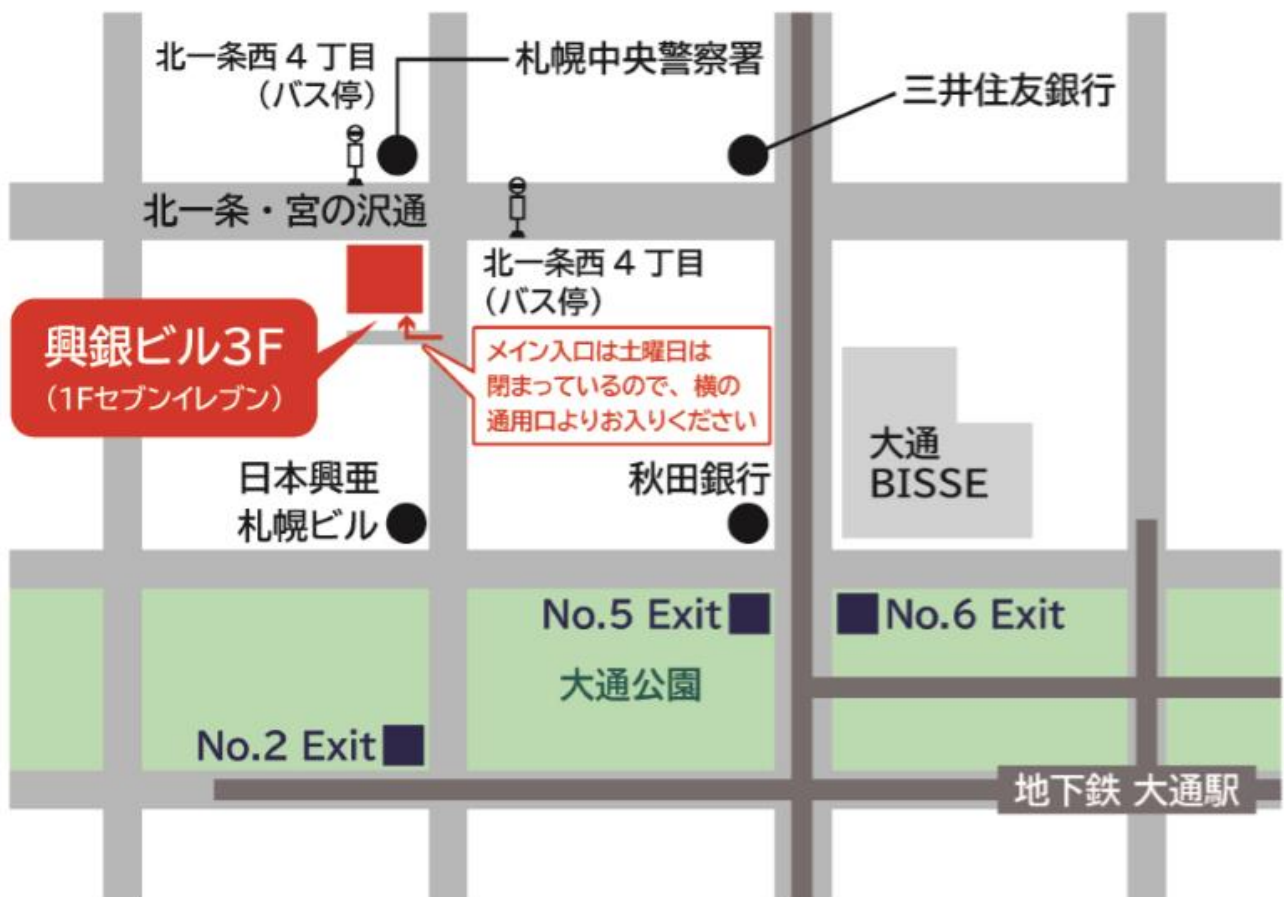 北一条西4丁目
(バス停)
札幌中央警察署
三井住友銀行
北一条・宮の沢通
北一条西4丁目
(バス停)
興銀ビル3F
(1Fセブンイレブン)
メイン入口は土曜日は
閉まっているので、横の
通用口よりお入りください
日本興亜
札幌ビル
秋田銀行
大通
BISSE
No.5 Exit
No.6 Exit
大通公園
No.2 Exit
地下鉄 大通駅